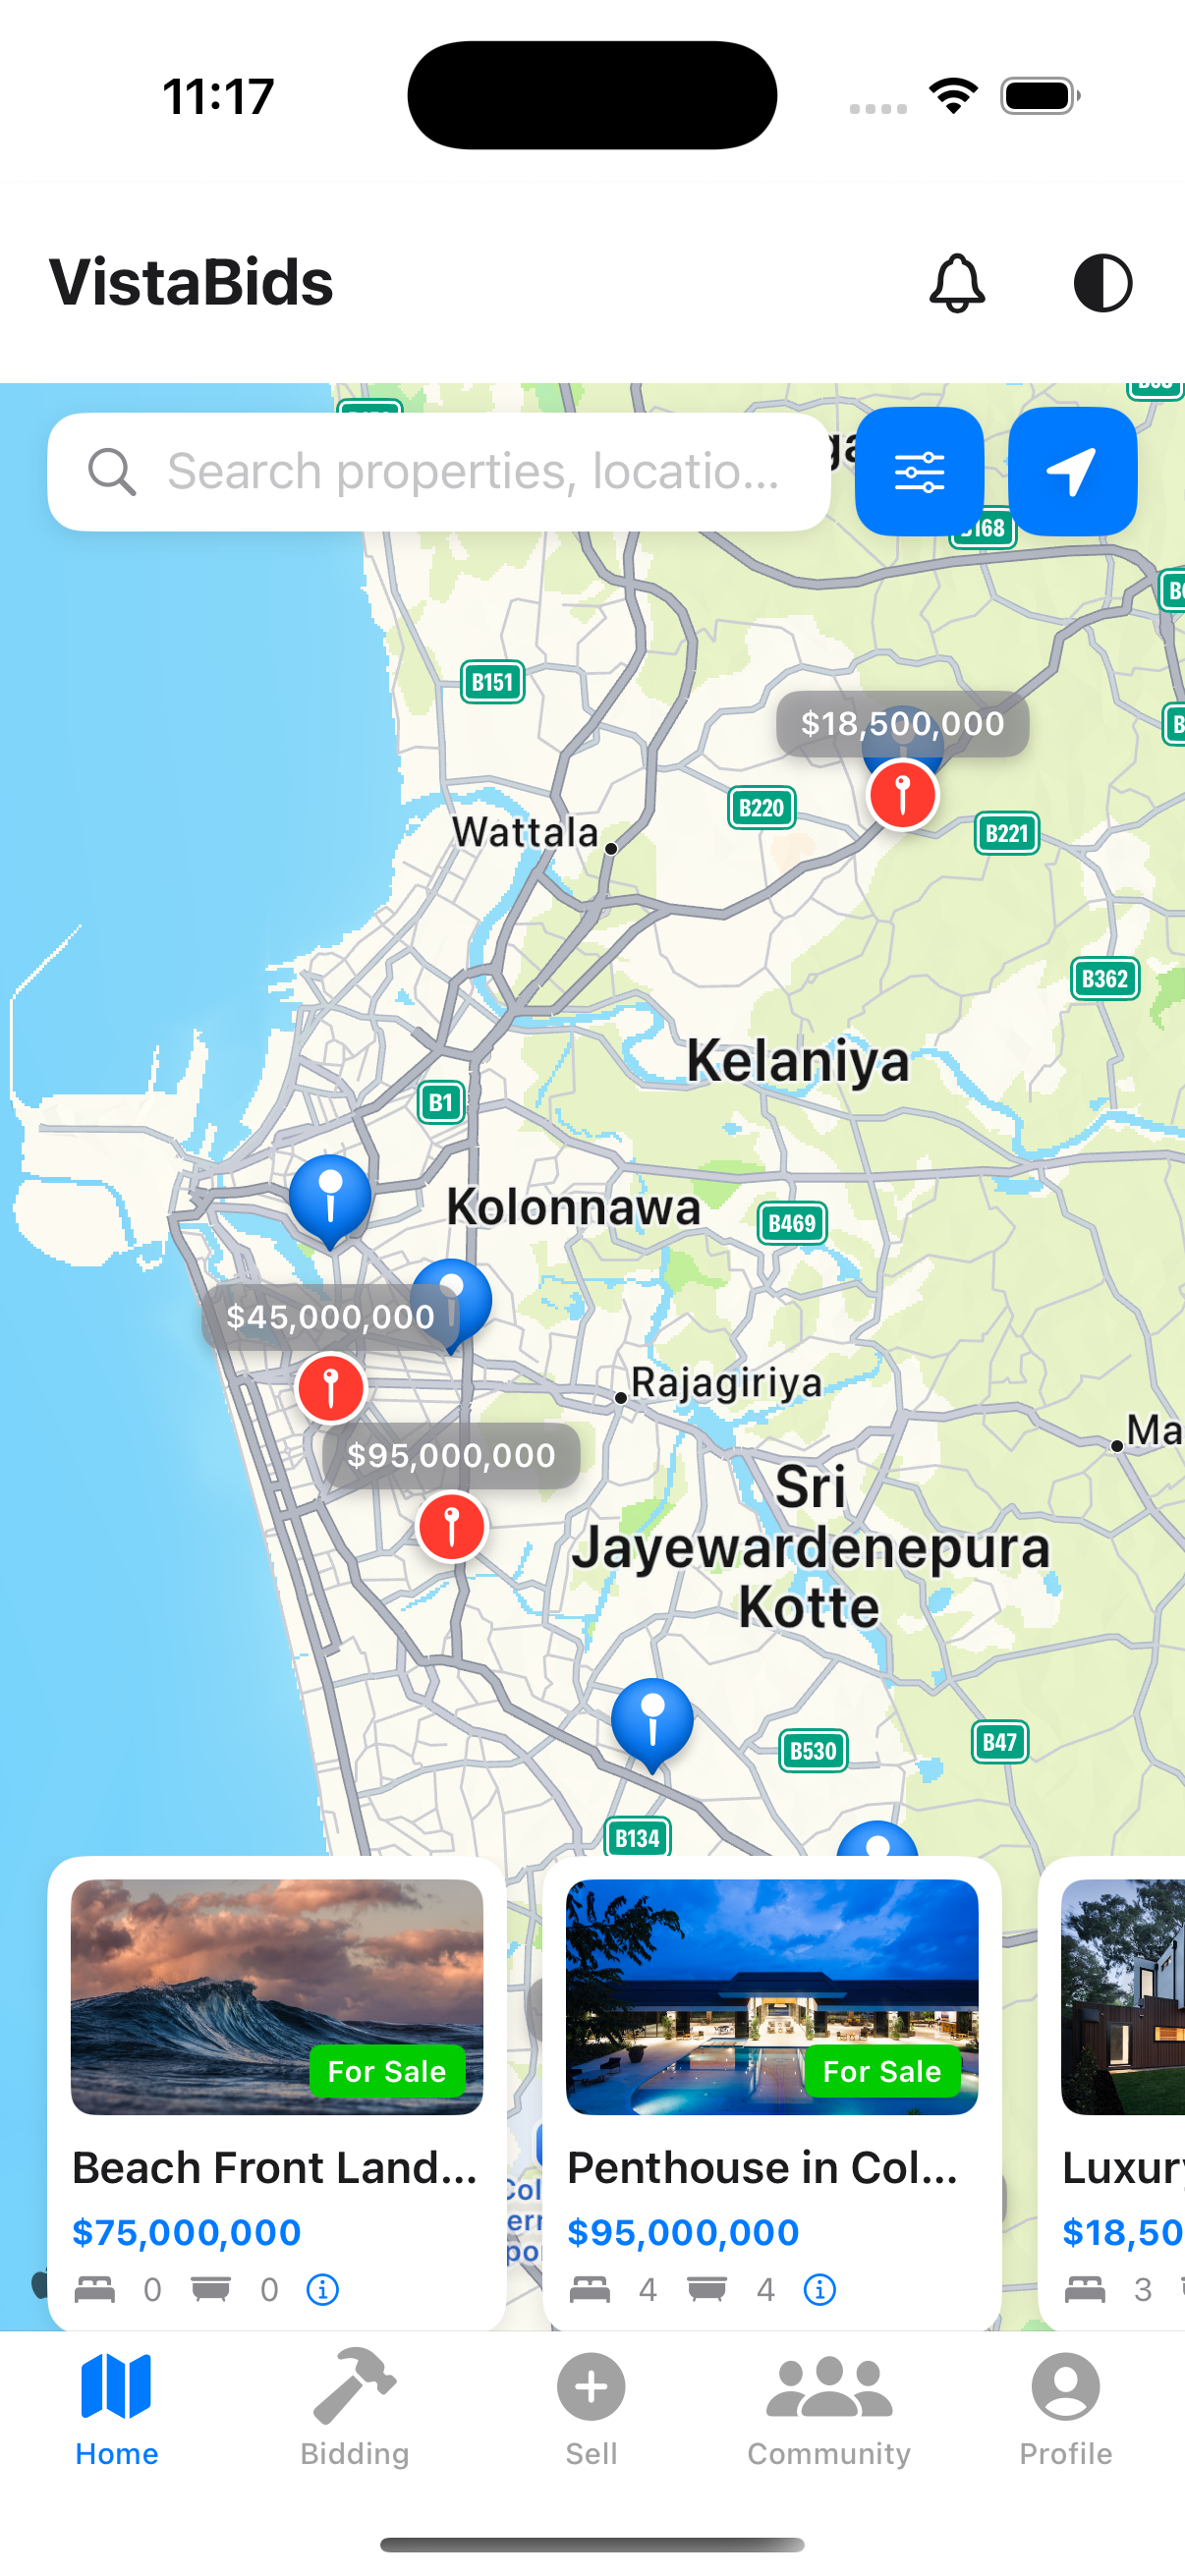 11:17
VistaBids
Search properties, locatio...
B168
B151
$18,500,000
B220
B221
Wattala
B362
Kelaniya
B1
Kolonnawa
B469
$45,000,000
Rajagiriya
$95,000,000
Ma
Sri
Jayewardenepura
Kotte
B530
B47
B134
For Sale
For Sale
Beach Front Land...
Penthouse in Col...
Luxury
$75,000,000
$95,000,000
$18,50
0 0
4 4
3
Home
Bidding
Sell
Community
Profile